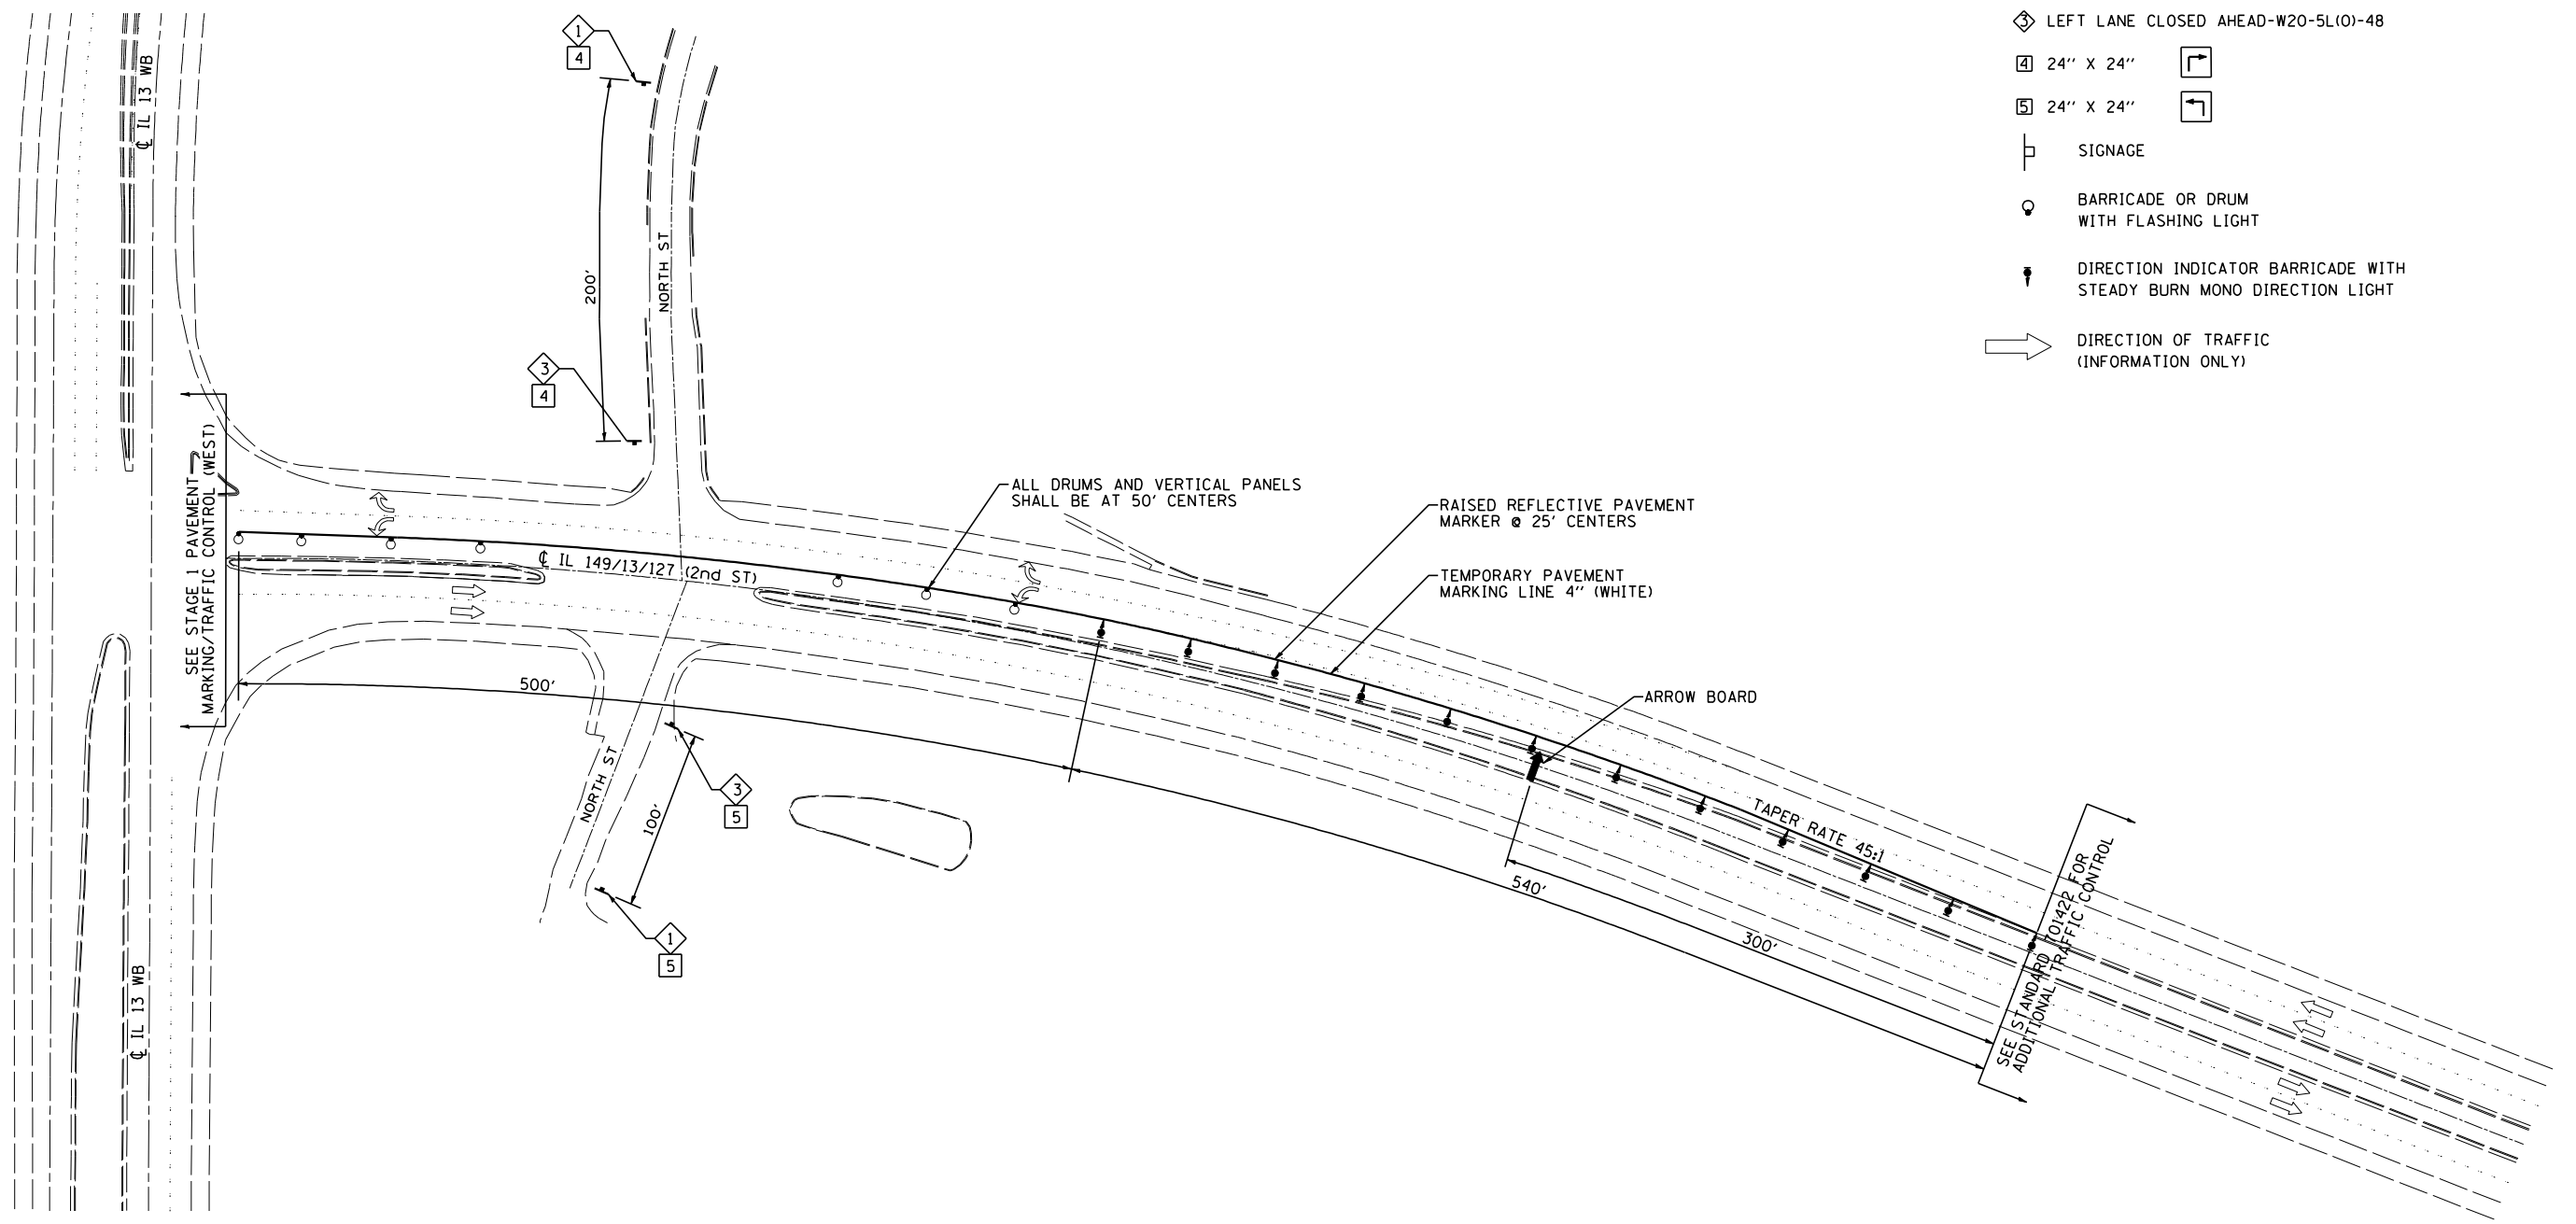 3 LEFT LANE CLOSED AHEAD-W20-5L(O)-48
4 24'' X 24''
5 24'' X 24''
SIGNAGE
BARRICADE OR DRUM
WITH FLASHING LIGHT
DIRECTION INDICATOR BARRICADE WITH
STEADY BURN MONO DIRECTION LIGHT
DIRECTION OF TRAFFIC
(INFORMATION ONLY)
℄ IL 13 WB
1
4
200'
NORTH ST
3
4
SEE STAGE 1 PAVEMENT
MARKING/TRAFFIC CONTROL (WEST)
ALL DRUMS AND VERTICAL PANELS
SHALL BE AT 50' CENTERS
RAISED REFLECTIVE PAVEMENT
MARKER @ 25' CENTERS
℄ IL 149/13/127 (2nd ST)
TEMPORARY PAVEMENT
MARKING LINE 4'' (WHITE)
500'
ARROW BOARD
NORTH ST
100'
3
5
1
5
TAPER RATE 45:1
540'
300'
SEE STANDARD 701422 FOR
ADDITIONAL TRAFFIC CONTROL
℄ IL 13 WB